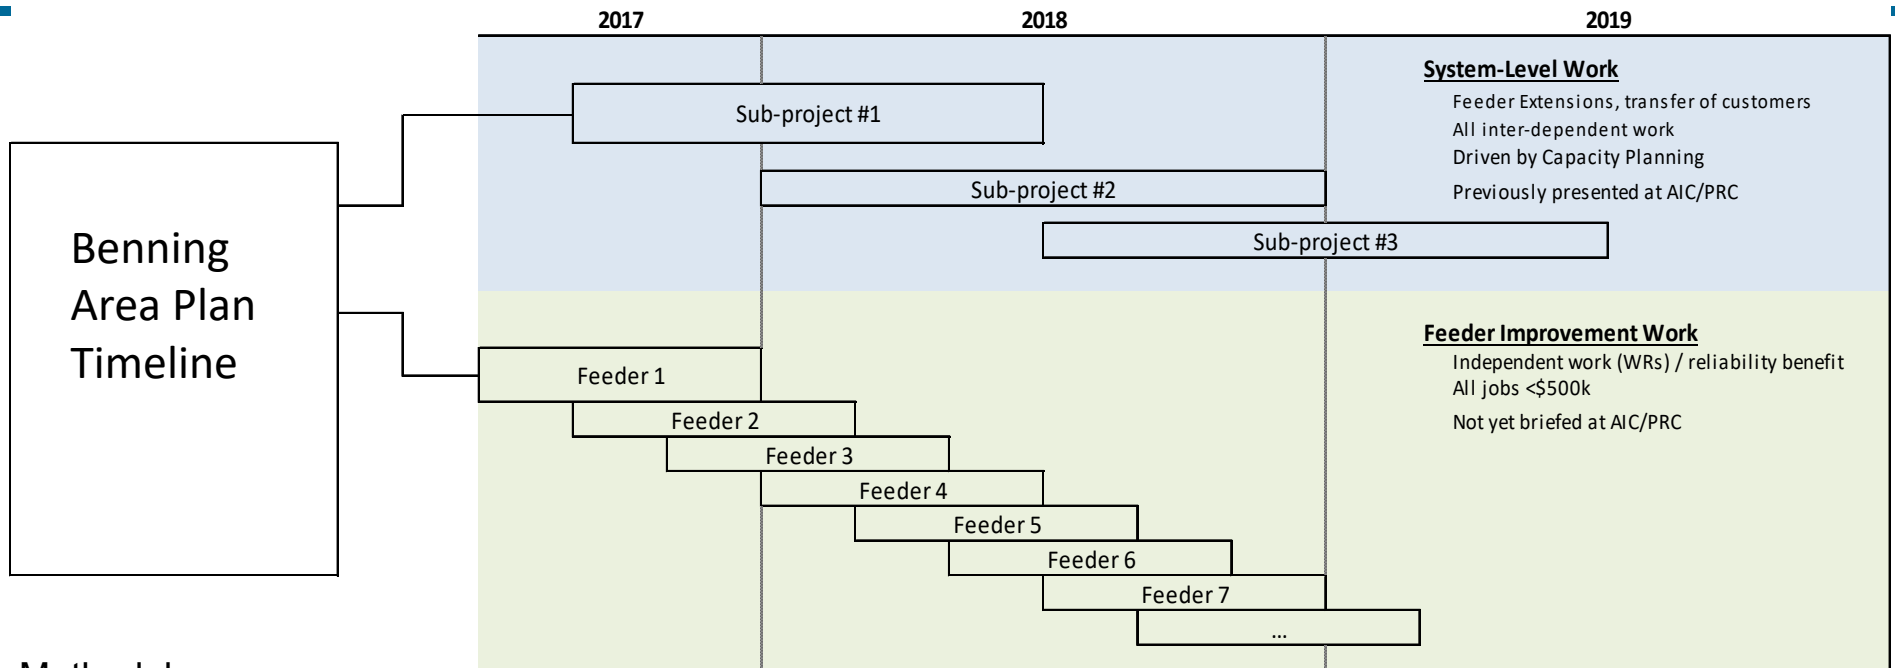 2017 2018 2019
System-Level Work
Feeder Extensions, transfer of customers
All inter-dependent work
Driven by Capacity Planning
Previously presented at AIC/PRC
Sub-project #1
Sub-project #2
Sub-project #3
Benning
Area Plan
Timeline
Feeder Improvement Work
Independent work (WRs) / reliability benefit
All jobs <$500k
Not yet briefed at AIC/PRC
Feeder 1
Feeder 2
Feeder 3
Feeder 4
Feeder 5
Feeder 6
Feeder 7
...